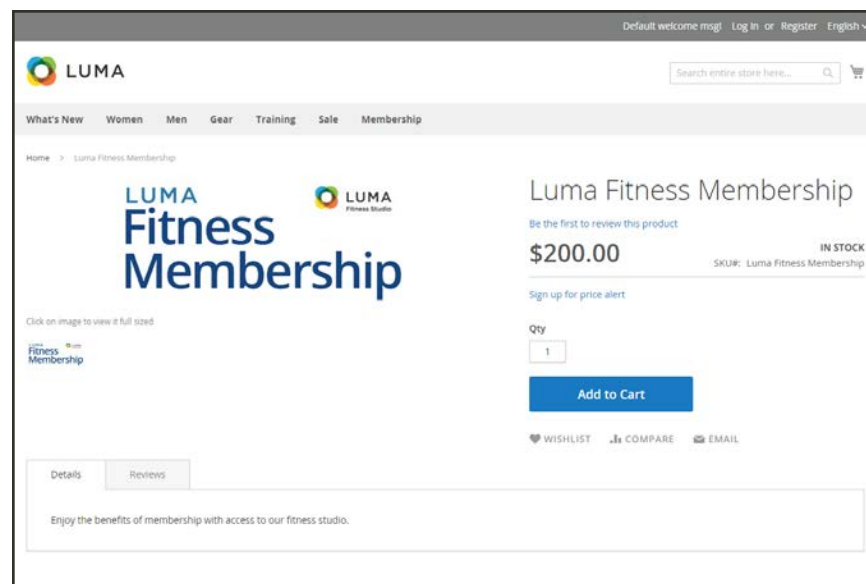 Default welcome msg! Log In or Register English
LUMA
Search entire store here...
What's New Women Men Gear Training Sale Membership
Home > Luma Fitness Membership
LUMA
Fitness
Membership
LUMA
Fitness Studio
Click on image to view it full sized
Fitness
Membership
Luma Fitness Membership
Be the first to review this product
$200.00
IN STOCK
SKU#: Luma Fitness Membership
Sign up for price alert
Qty
1
Add to Cart
WISHLIST COMPARE EMAIL
Details Reviews
Enjoy the benefits of membership with access to our fitness studio.